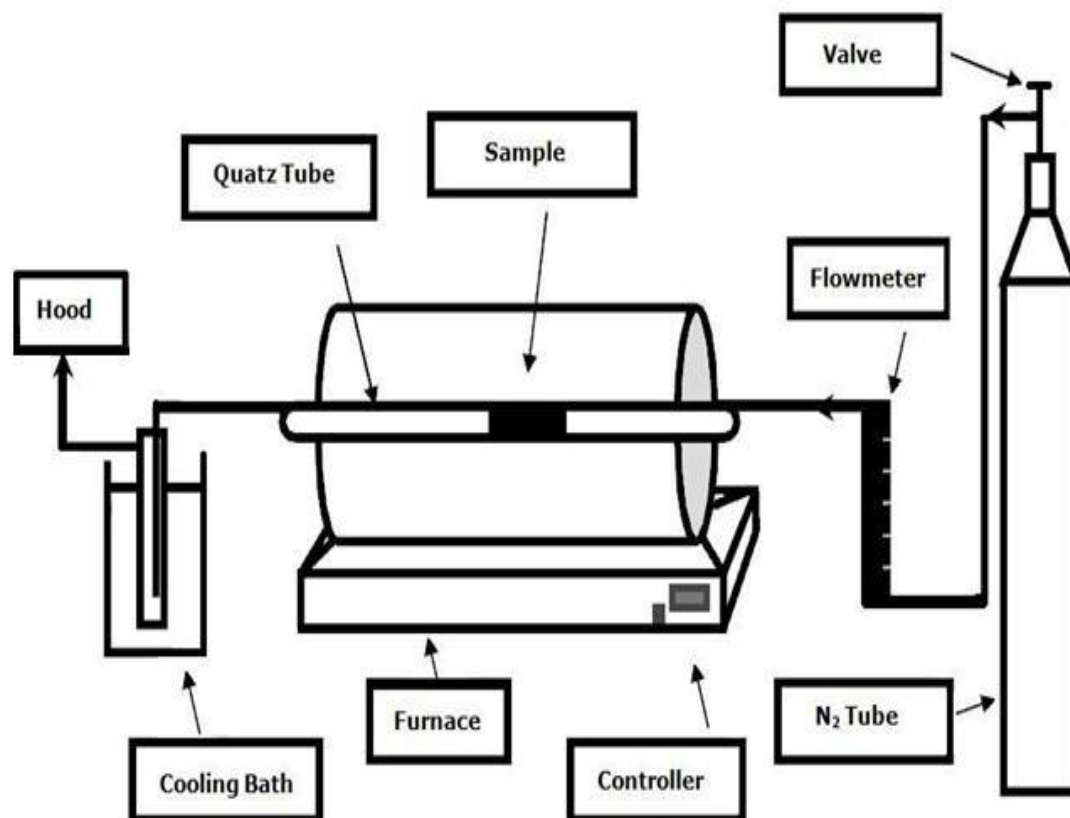 Valve
Sample
Quatz Tube
Flowmeter
Hood
N₂ Tube
Furnace
Cooling Bath
Controller